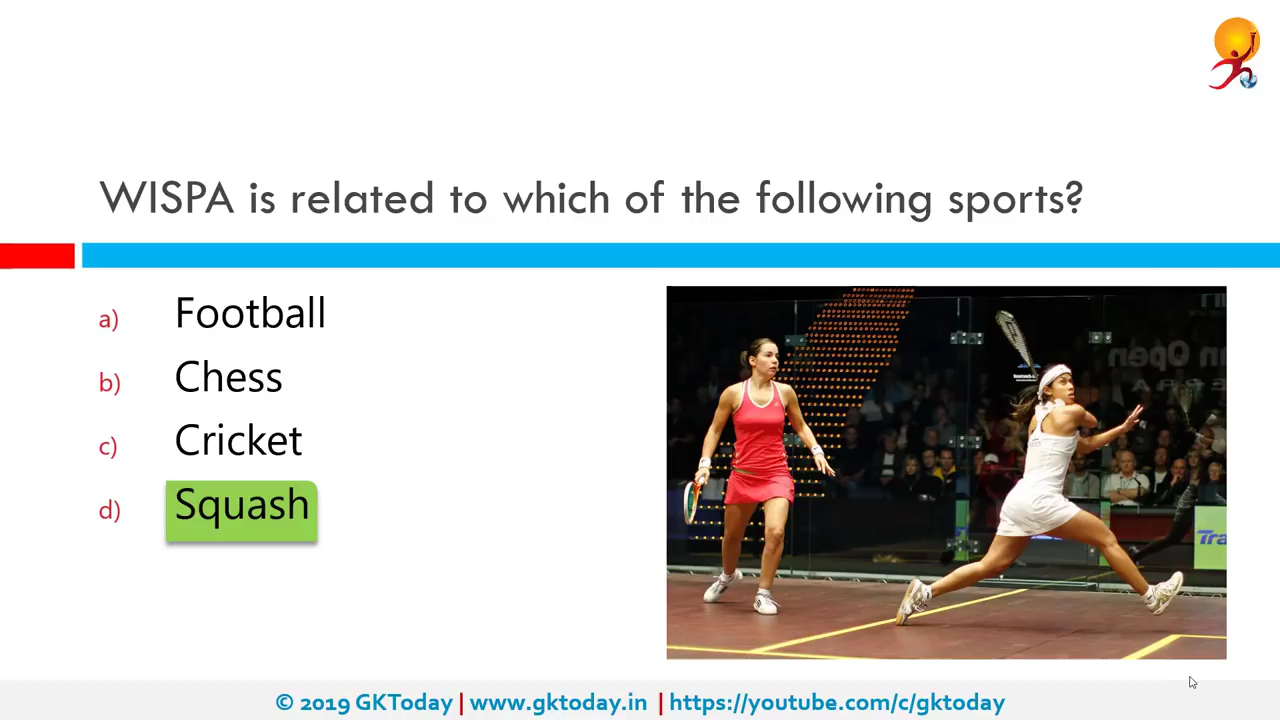 WISPA is related to which of the following sports?
a) Football
b) Chess
c) Cricket
d) Squash
© 2019 GKToday | www.gktoday.in | https://youtube.com/c/gktoday